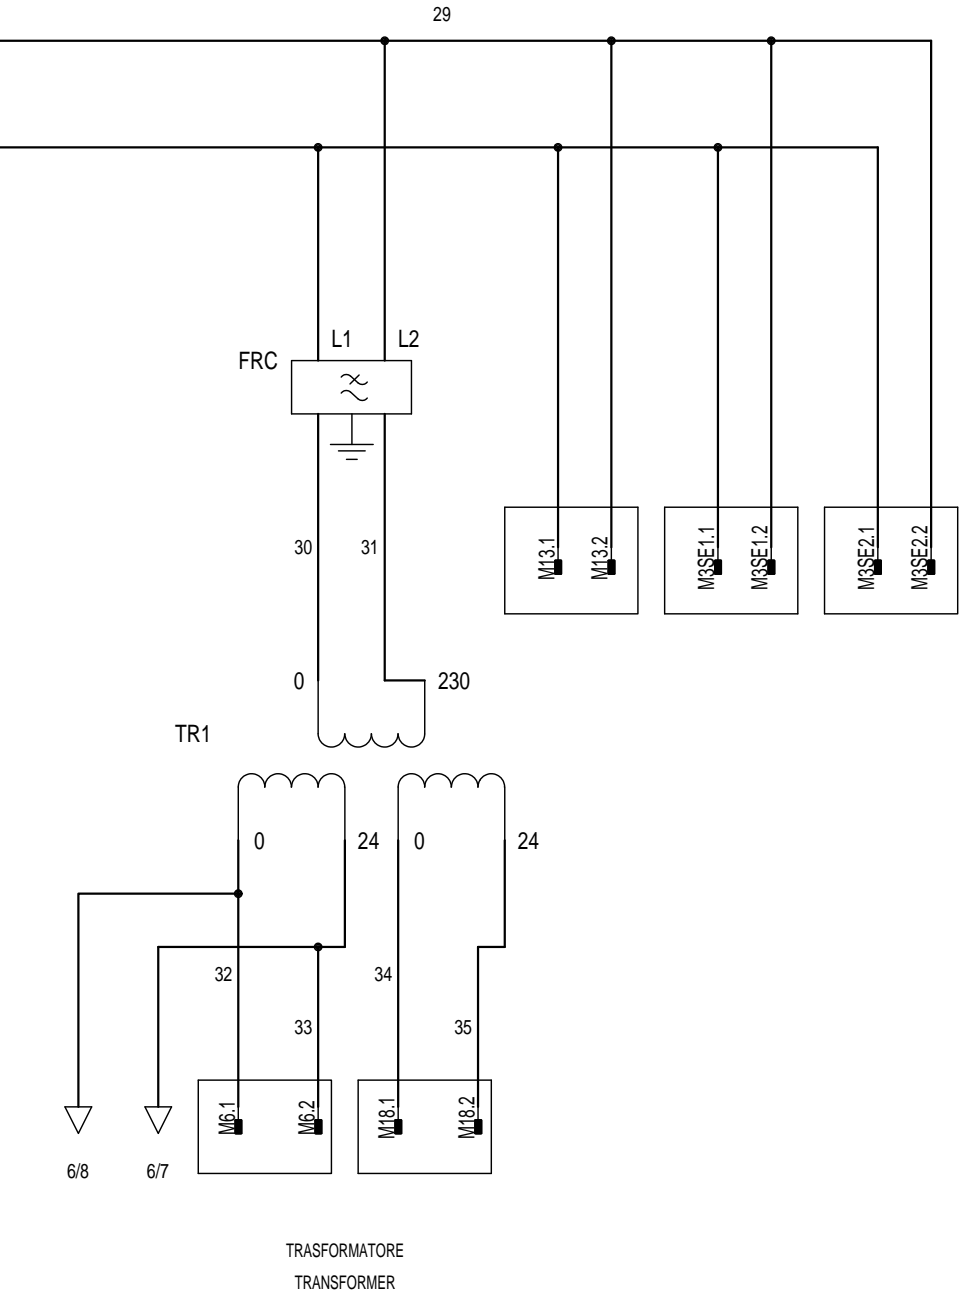 29
L1 L2
FRC
M13.1 M13.2 M3SE1.1 M3SE1.2 M3SE2.1 M3SE2.2
30 31
0 230
TR1
0 24 0 24
32 34
33 35
M6.1 M6.2 M18.1 M18.2
6/8 6/7
TRASFORMATORE
TRANSFORMER